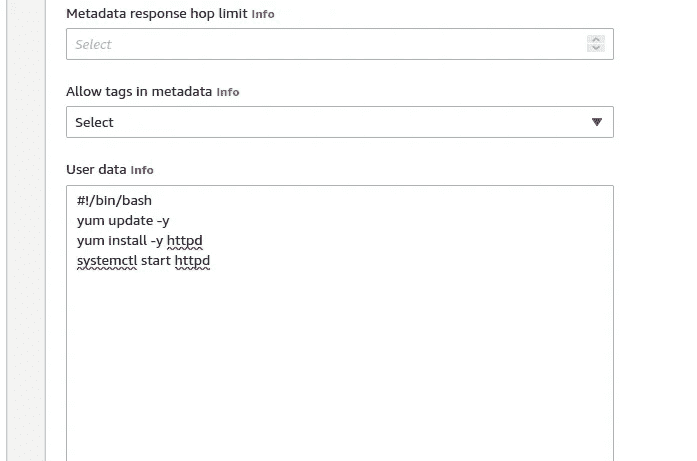 Metadata response hop limit Info
Select
Allow tags in metadata Info
Select
User data Info
#!/bin/bash
yum update -y
yum install -y httpd
systemctl start httpd